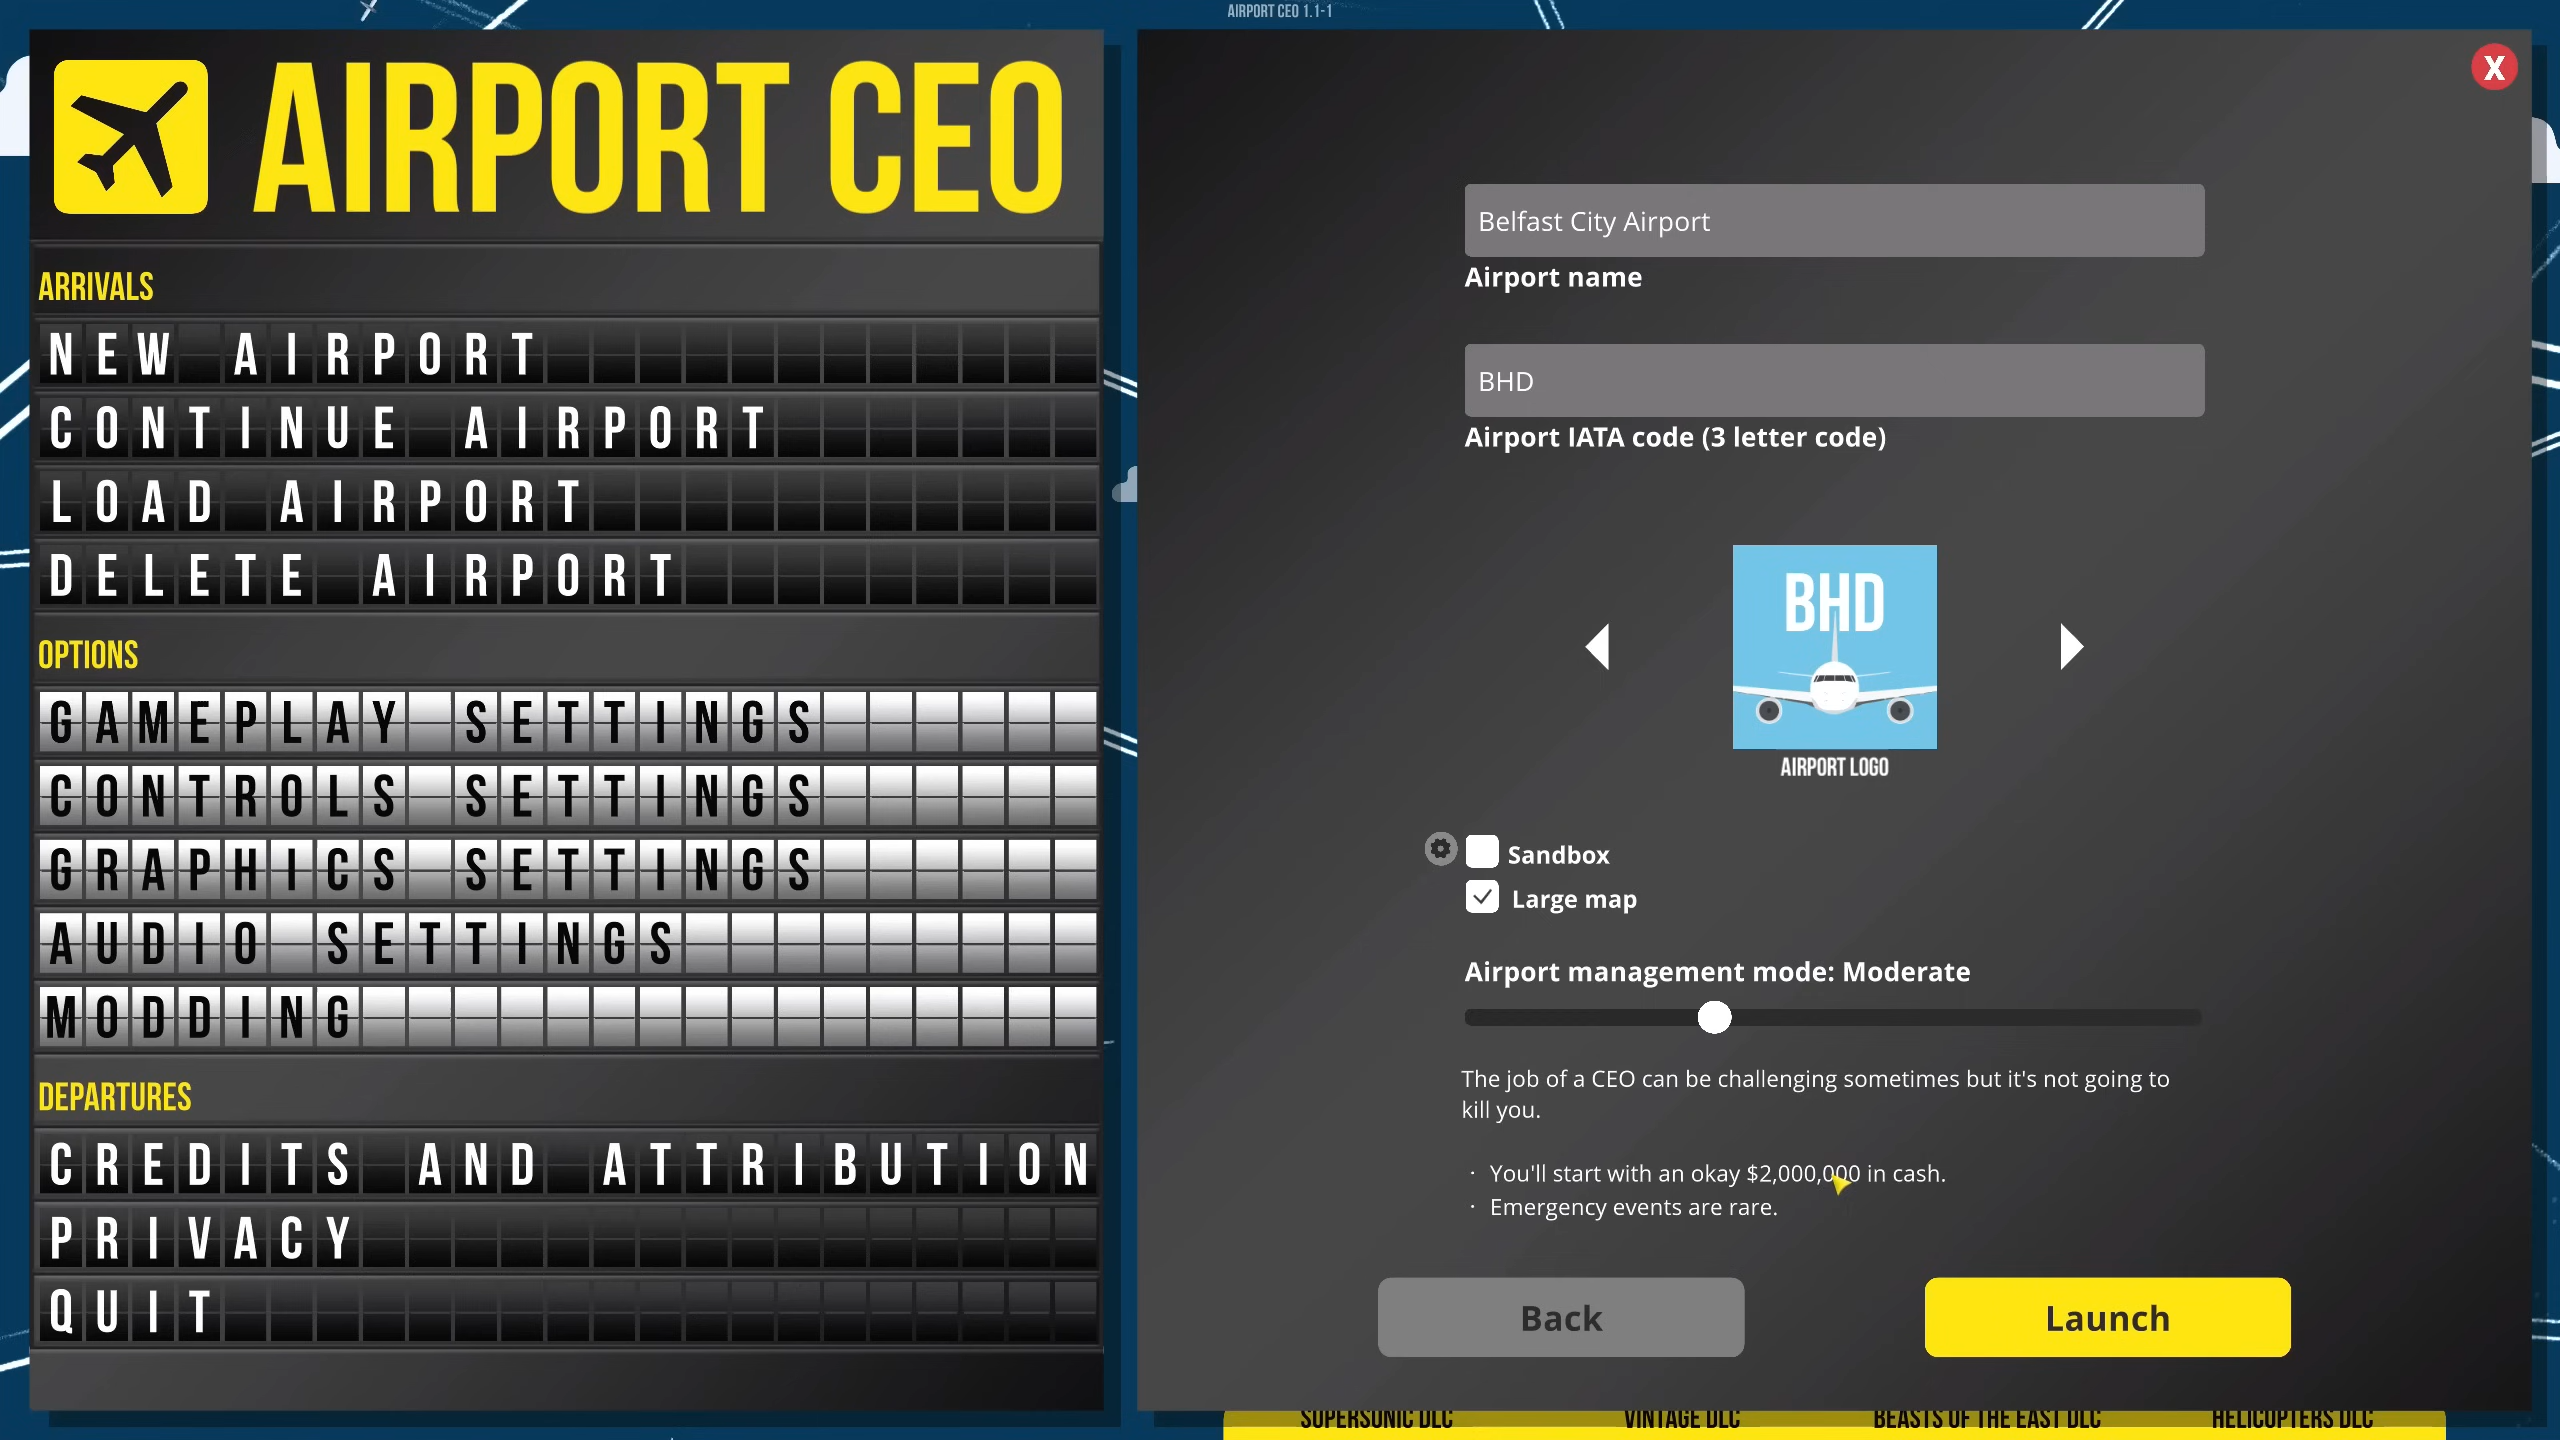 AIRPORT CEO 1.1-1
AIRPORT CEO
ARRIVALS
NEW AIRPORT
CONTINUE AIRPORT
LOAD AIRPORT
DELETE AIRPORT
OPTIONS
GAMEPLAY SETTINGS
CONTROLS SETTINGS
GRAPHICS SETTINGS
AUDIO SETTINGS
MODDING
DEPARTURES
CREDITS AND ATTRIBUTION
PRIVACY
QUIT
X
Belfast City Airport
Airport name
BHD
Airport IATA code (3 letter code)
BHD
AIRPORT LOGO
Sandbox
Large map
Airport management mode: Moderate
The job of a CEO can be challenging sometimes but it's not going to
kill you.
· You'll start with an okay $2,000,000 in cash.
· Emergency events are rare.
Back
Launch
SUPERSONIC DLC
VINTAGE DLC
BEASTS OF THE EAST DLC
HELICOPTERS DLC